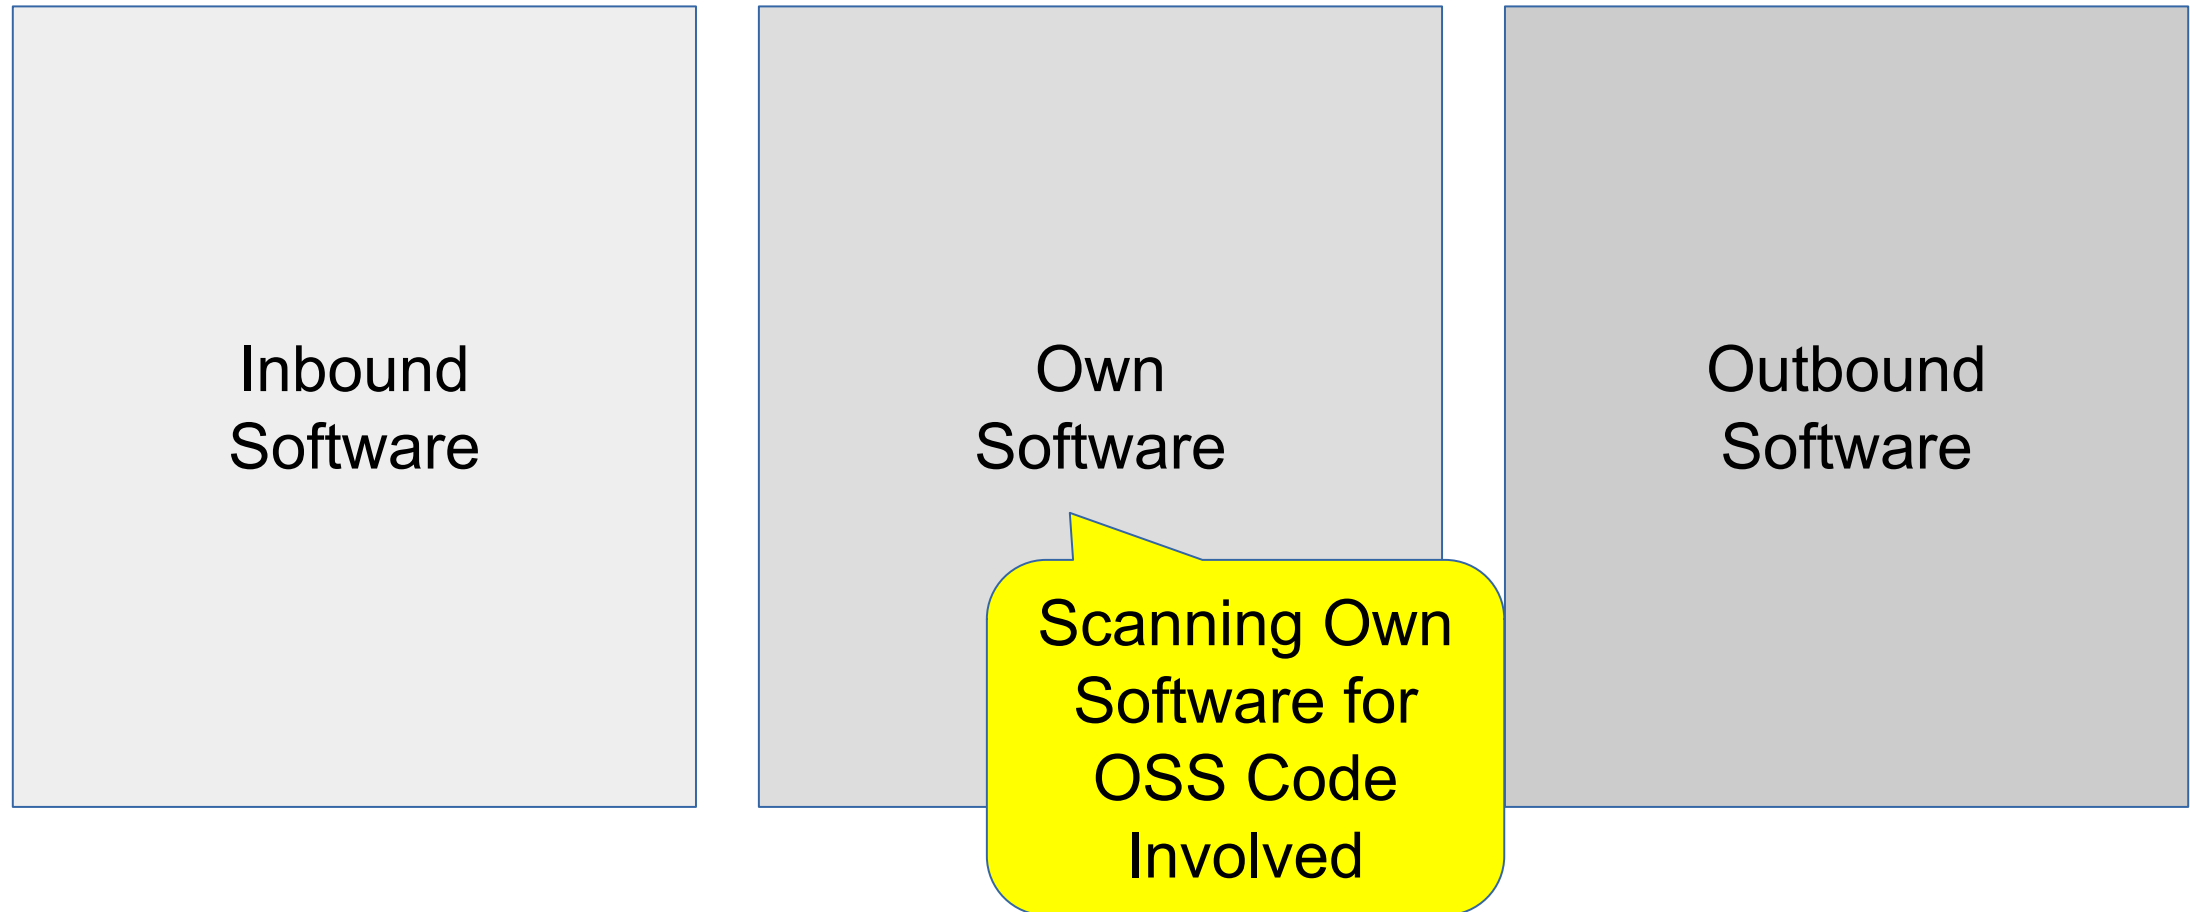 Inbound
Software
Own
Software
Outbound
Software
Scanning Own
Software for
OSS Code
Involved